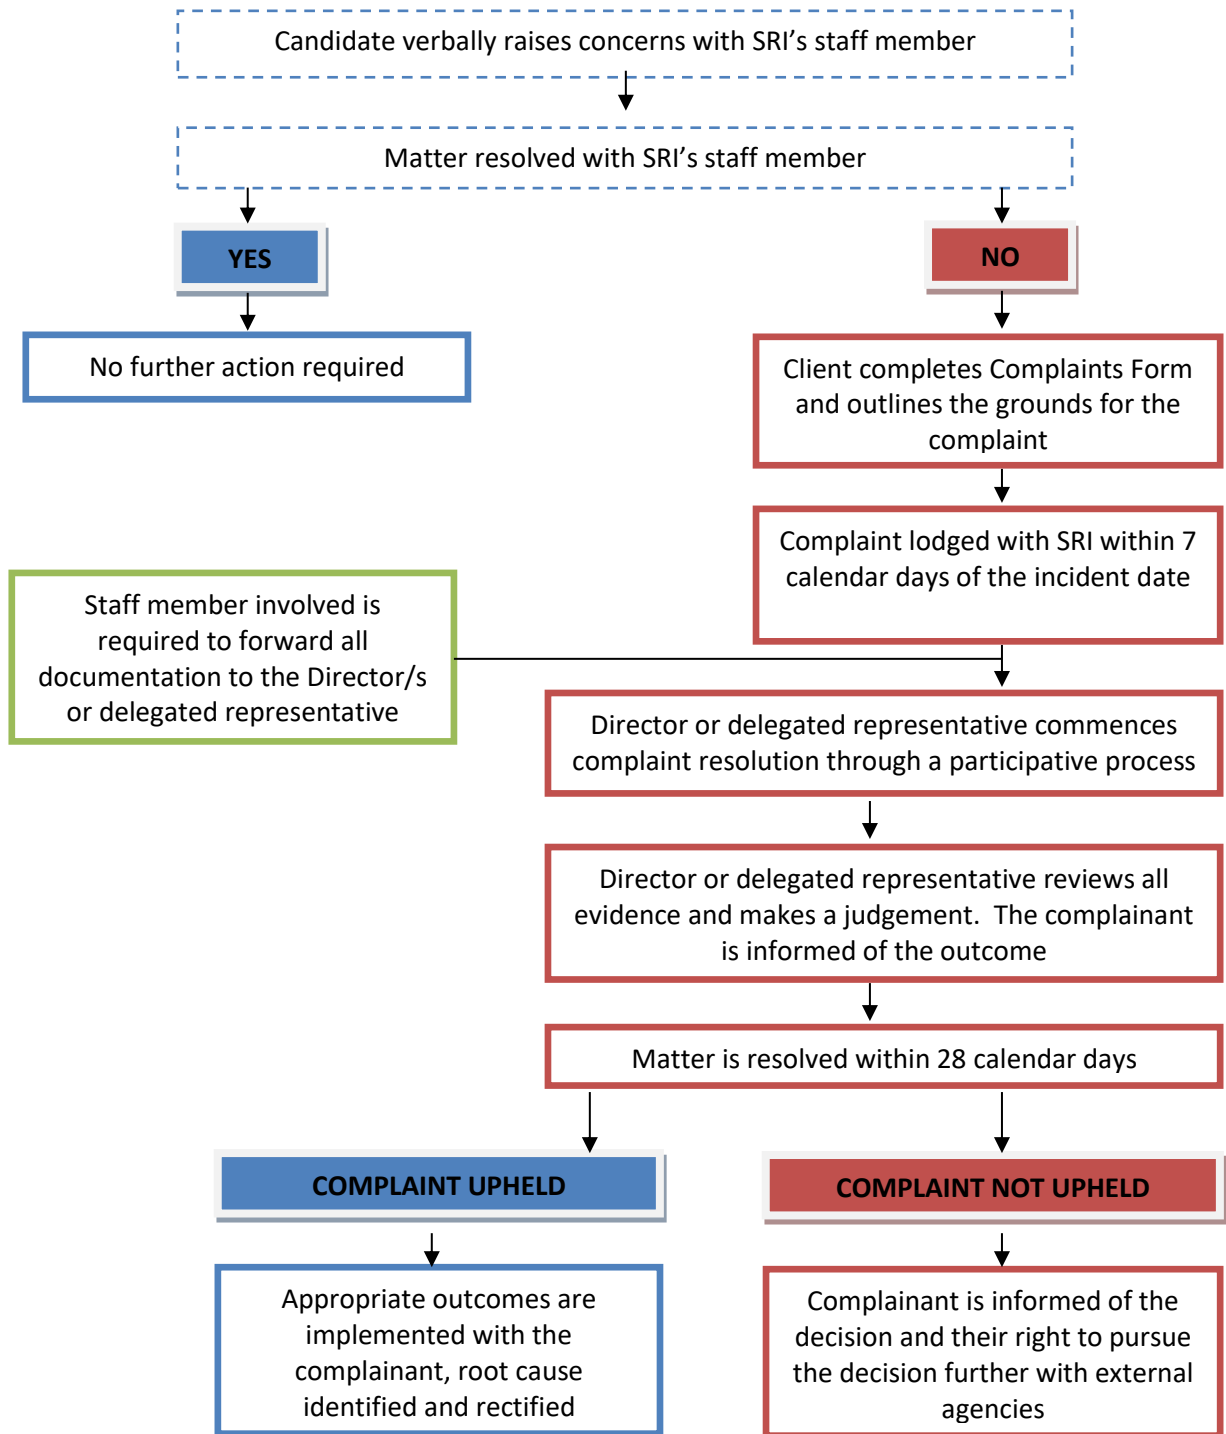 Candidate verbally raises concerns with SRI’s staff member
Matter resolved with SRI’s staff member
YES
NO
No further action required
Client completes Complaints Form
and outlines the grounds for the
complaint
Complaint lodged with SRI within 7
calendar days of the incident date
Staff member involved is
required to forward all
documentation to the Director/s
or delegated representative
Director or delegated representative commences
complaint resolution through a participative process
Director or delegated representative reviews all
evidence and makes a judgement.  The complainant
is informed of the outcome
Matter is resolved within 28 calendar days
COMPLAINT UPHELD
COMPLAINT NOT UPHELD
Appropriate outcomes are
implemented with the
complainant, root cause
identified and rectified
Complainant is informed of the
decision and their right to pursue
the decision further with external
agencies